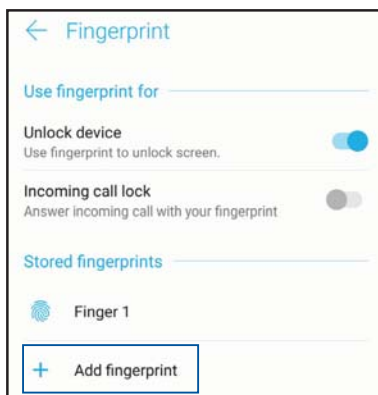 Fingerprint
Use fingerprint for
Unlock device
Use fingerprint to unlock screen.
Incoming call lock
Answer incoming call with your fingerprint
Stored fingerprints
Finger 1
Add fingerprint